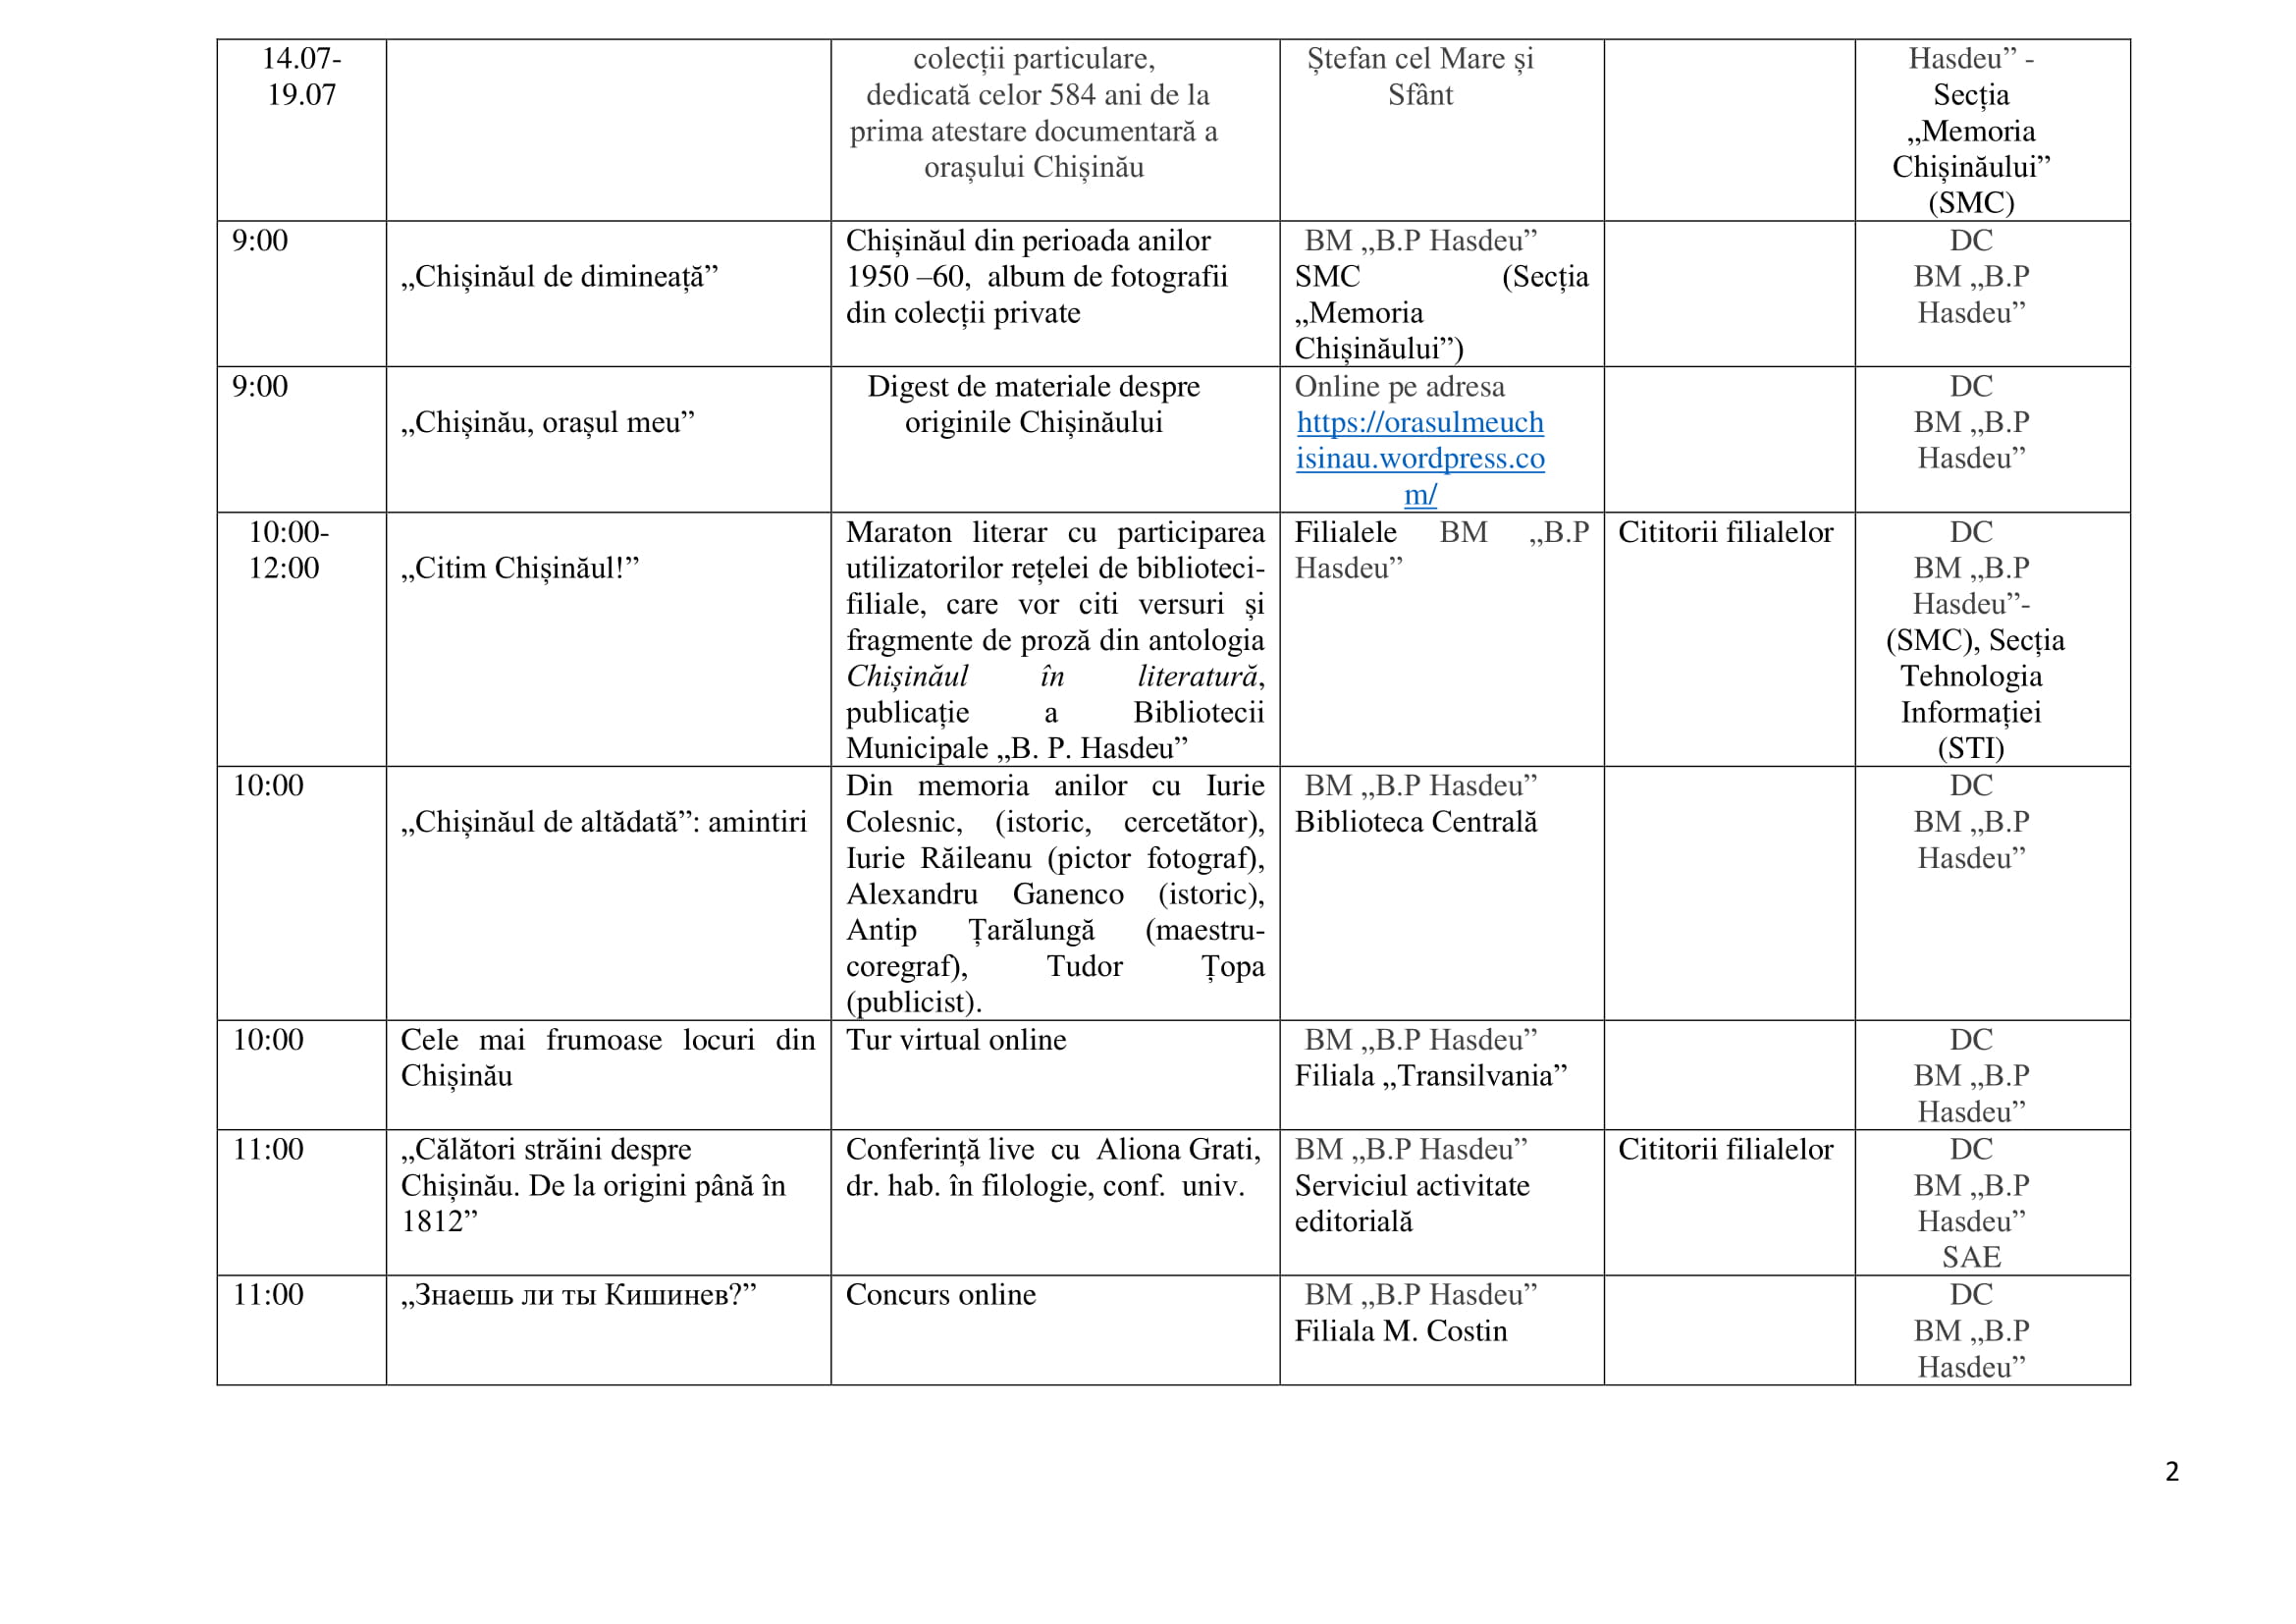 14.07-
19.07
colecții particulare,
dedicată celor 584 ani de la
prima atestare documentară a
orașului Chișinău
Ștefan cel Mare și
Sfânt
Hasdeu” -
Secția
„Memoria
Chișinăului”
(SMC)
9:00
„Chișinăul de dimineață”
Chișinăul din perioada anilor
1950 –60, album de fotografii
din colecții private
BM „B.P Hasdeu”
SMC (Secția
„Memoria
Chișinăului”)
DC
BM „B.P
Hasdeu”
9:00
„Chișinău, orașul meu”
Digest de materiale despre
originile Chișinăului
Online pe adresa
https://orasulmeuch
isinau.wordpress.co
m/
DC
BM „B.P
Hasdeu”
10:00-
12:00
„Citim Chișinăul!”
Maraton literar cu participarea
utilizatorilor rețelei de biblioteci-
filiale, care vor citi versuri și
fragmente de proză din antologia
Chișinăul în literatură,
publicație a Bibliotecii
Municipale „B. P. Hasdeu”
Filialele BM „B.P
Hasdeu”
Cititorii filialelor
DC
BM „B.P
Hasdeu”-
(SMC), Secția
Tehnologia
Informației
(STI)
10:00
„Chișinăul de altădată”: amintiri
Din memoria anilor cu Iurie
Colesnic, (istoric, cercetător),
Iurie Răileanu (pictor fotograf),
Alexandru Ganenco (istoric),
Antip Țarălungă (maestru-
coregraf), Tudor Țopa
(publicist).
BM „B.P Hasdeu”
Biblioteca Centrală
DC
BM „B.P
Hasdeu”
10:00
Cele mai frumoase locuri din
Chișinău
Tur virtual online
BM „B.P Hasdeu”
Filiala „Transilvania”
DC
BM „B.P
Hasdeu”
11:00
„Călători străini despre
Chișinău. De la origini până în
1812”
Conferință live cu Aliona Grati,
dr. hab. în filologie, conf. univ.
BM „B.P Hasdeu”
Serviciul activitate
editorială
Cititorii filialelor
DC
BM „B.P
Hasdeu”
SAE
11:00
„Знаешь ли ты Кишинев?”
Concurs online
BM „B.P Hasdeu”
Filiala M. Costin
DC
BM „B.P
Hasdeu”
2